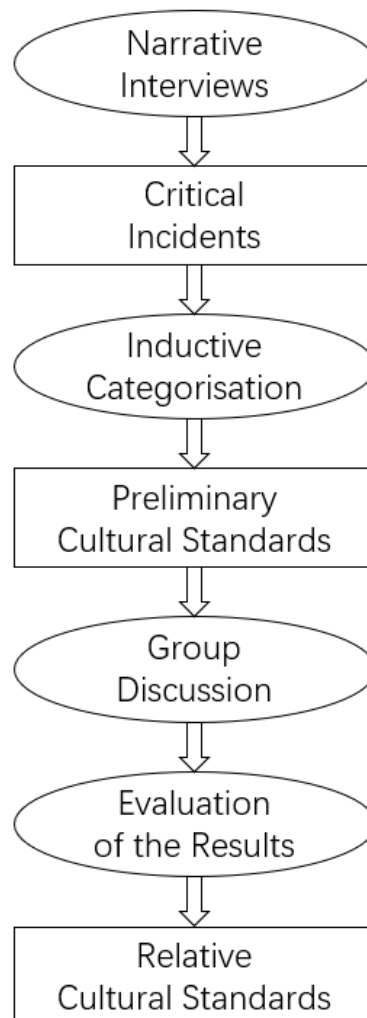 Narrative
Interviews
Critical
Incidents
Inductive
Categorisation
Preliminary
Cultural Standards
Group
Discussion
Evaluation
of the Results
Relative
Cultural Standards